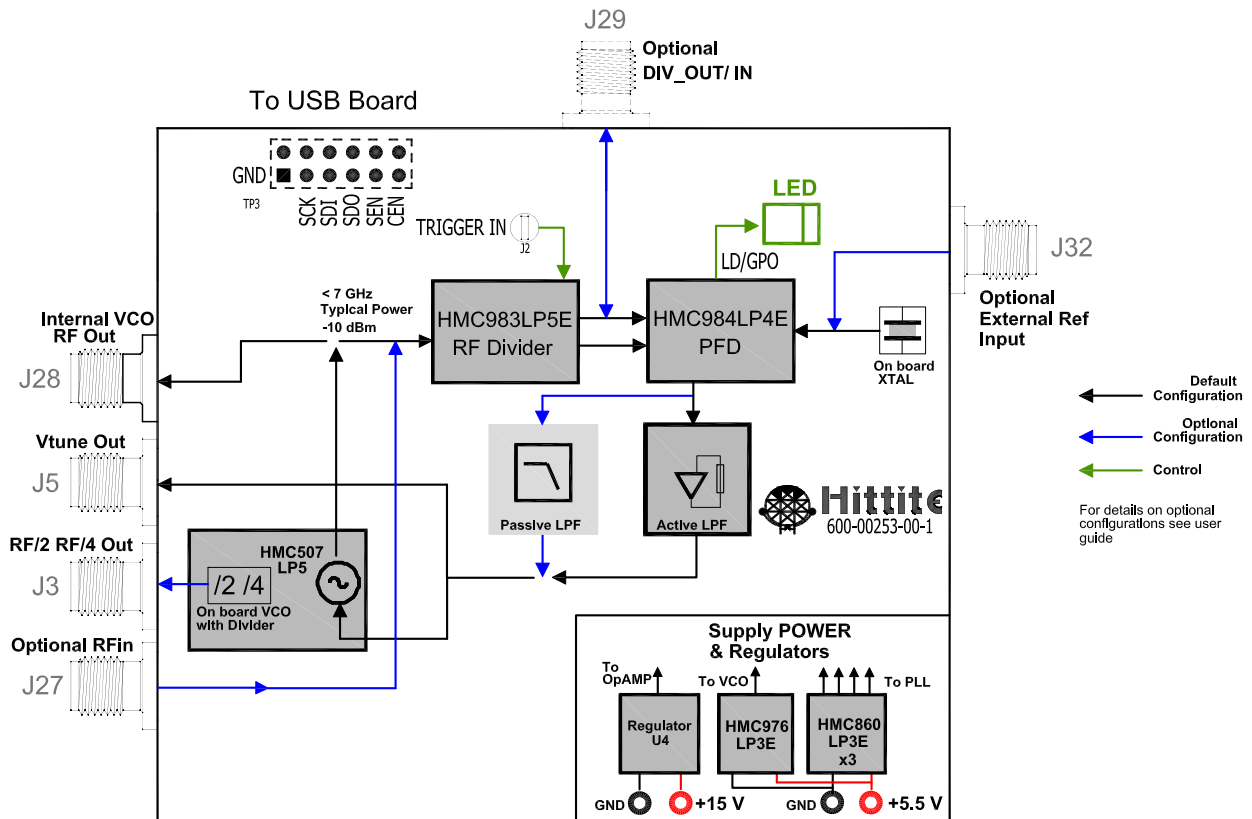 J29
Optional
DIV_OUT/ IN
To USB Board
GND
TP3
SCK
SDI
SDO
SEN
CEN
TRIGGER IN
J2
LED
LD/GPO
J32
Optional
External Ref
Input
< 7 GHz
Typical Power
-10 dBm
HMC983LP5E
RF Divider
HMC984LP4E
PFD
On board
XTAL
Internal VCO
RF Out
J28
Vtune Out
J5
RF/2 RF/4 Out
J3
Optional RFin
J27
Passive LPF
Active LPF
Hittite
600-00253-00-1
HMC507
LP5
/2 /4
On board VCO
with Divider
Default
Configuration
Optional
Configuration
Control
For details on optional
configurations see user
guide
Supply POWER
& Regulators
To
OpAMP
To VCO
To PLL
Regulator
U4
HMC976
LP3E
HMC860
LP3E
x3
GND
+15 V
GND
+5.5 V